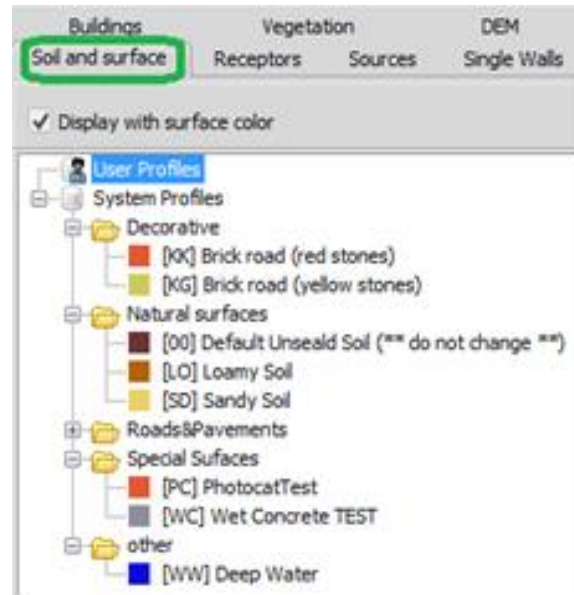 Buildings Vegetation DEM
Soil and surface Receptors Sources Single Walls
Display with surface color
User Profiles
System Profiles
Decorative
[KK] Brick road (red stones)
[KG] Brick road (yellow stones)
Natural surfaces
[00] Default Unseald Soil (** do not change **)
[LO] Loamy Soil
[SD] Sandy Soil
Roads&Pavements
Special Sufaces
[PC] PhotocatTest
[WC] Wet Concrete TEST
other
[WW] Deep Water